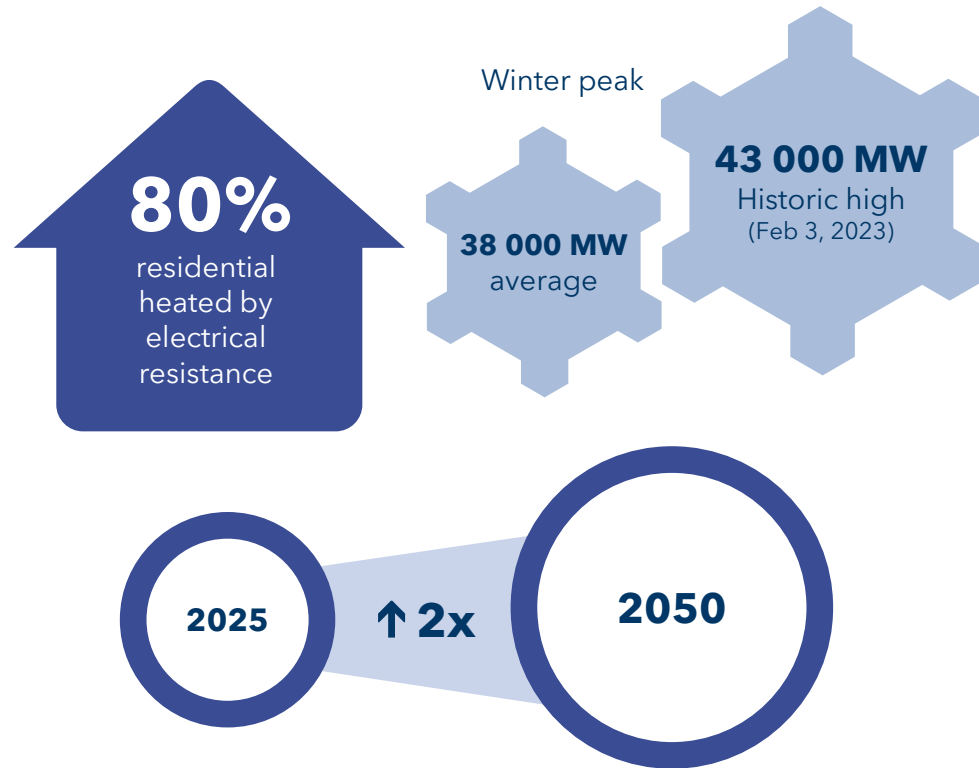 80%
residential
heated by
electrical
resistance
Winter peak
38 000 MW
average
43 000 MW
Historic high
(Feb 3, 2023)
2025
↑ 2x
2050